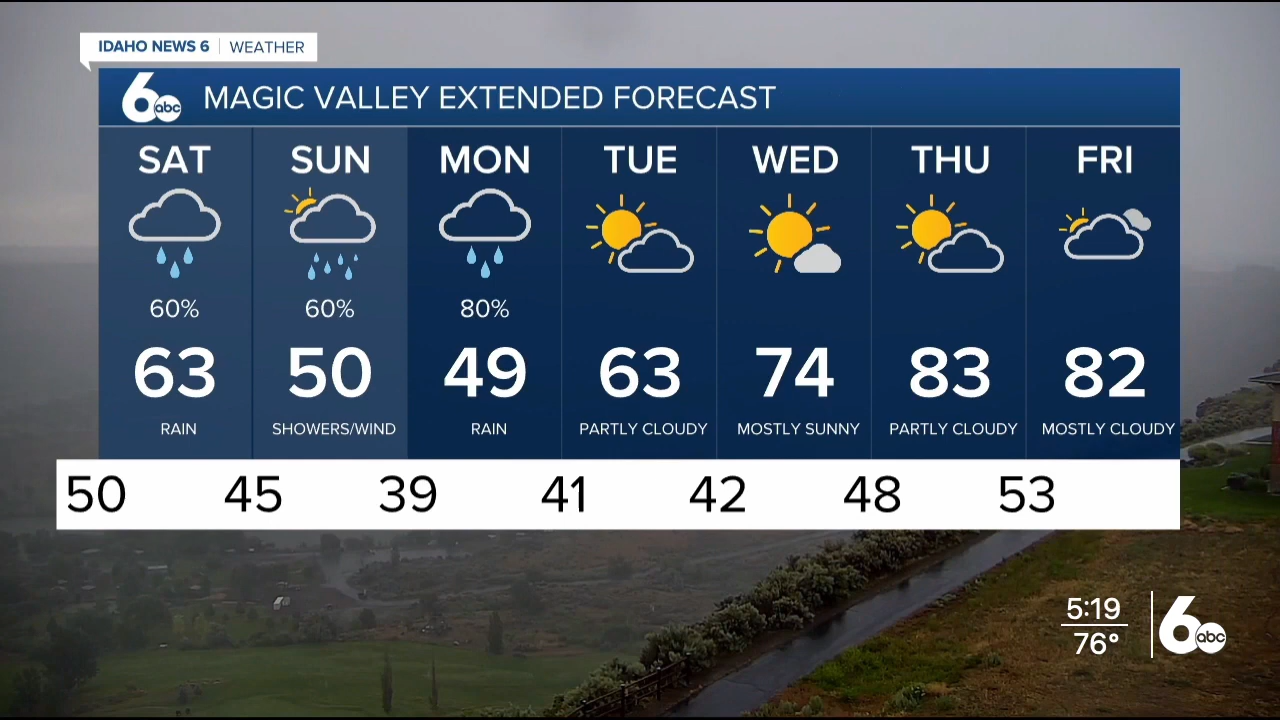 IDAHO NEWS 6 | WEATHER
6 abc MAGIC VALLEY EXTENDED FORECAST
SAT SUN MON TUE WED THU FRI
60% 60% 80%
63 50 49 63 74 83 82
RAIN SHOWERS/WIND RAIN PARTLY CLOUDY MOSTLY SUNNY PARTLY CLOUDY MOSTLY CLOUDY
50 45 39 41 42 48 53
5:19
76°
6 abc